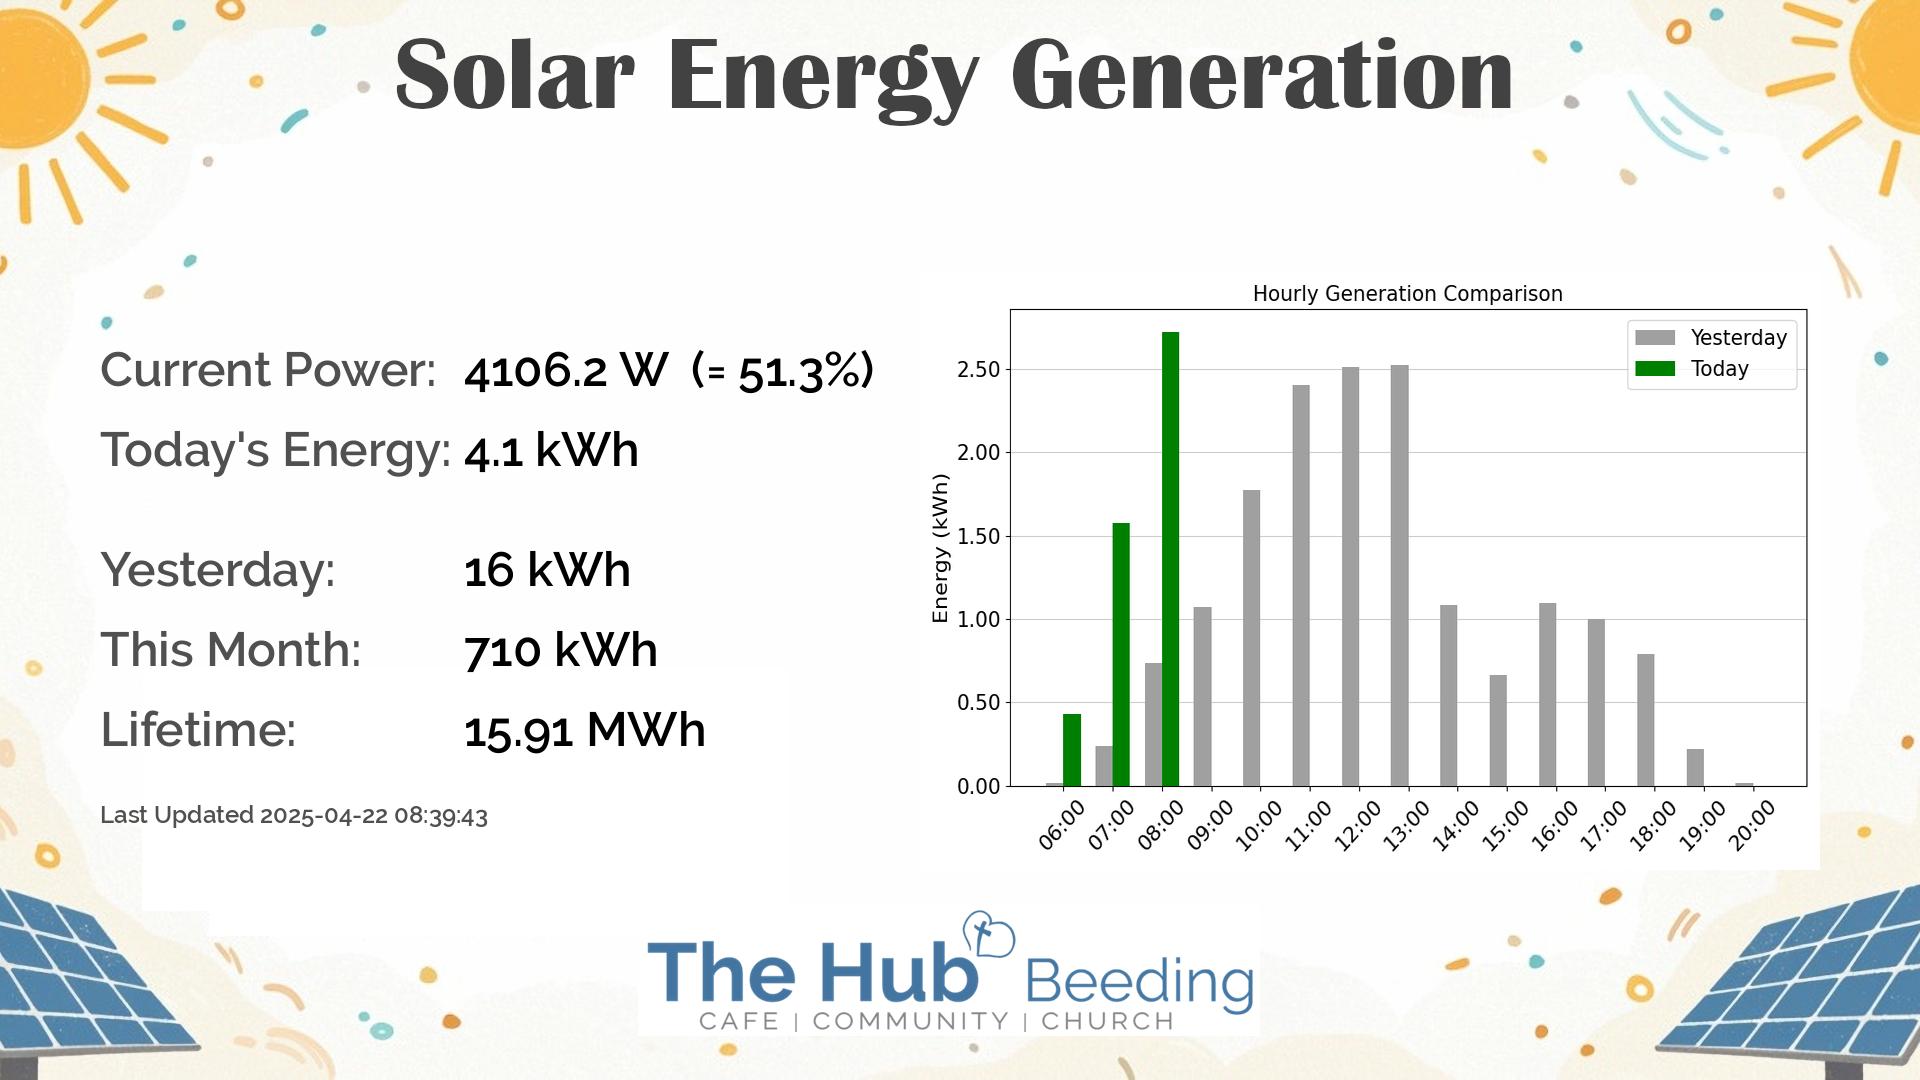 Solar Energy Generation
Current Power: 4106.2 W (= 51.3%)
Today's Energy: 4.1 kWh
Yesterday: 16 kWh
This Month: 710 kWh
Lifetime: 15.91 MWh
Last Updated 2025-04-22 08:39:43
Hourly Generation Comparison
Yesterday
Today
Energy (kWh)
2.50
2.00
1.50
1.00
0.50
0.00
06:00 07:00 08:00 09:00 10:00 11:00 12:00 13:00 14:00 15:00 16:00 17:00 18:00 19:00 20:00
The Hub Beeding
CAFE | COMMUNITY | CHURCH